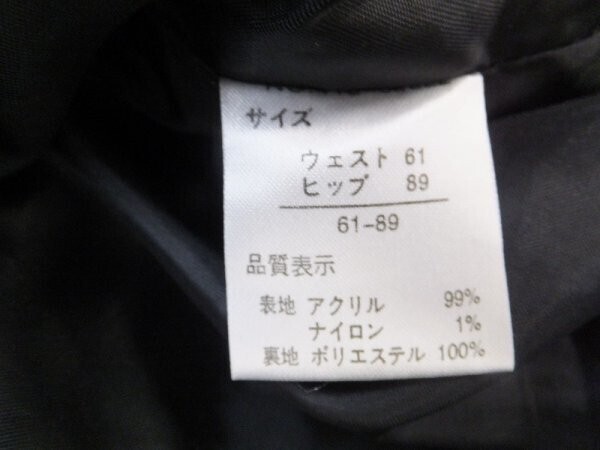 サイズ
ウェスト 61
ヒップ 89
61-89
品質表示
表地 アクリル 99%
ナイロン 1%
裏地 ポリエステル 100%